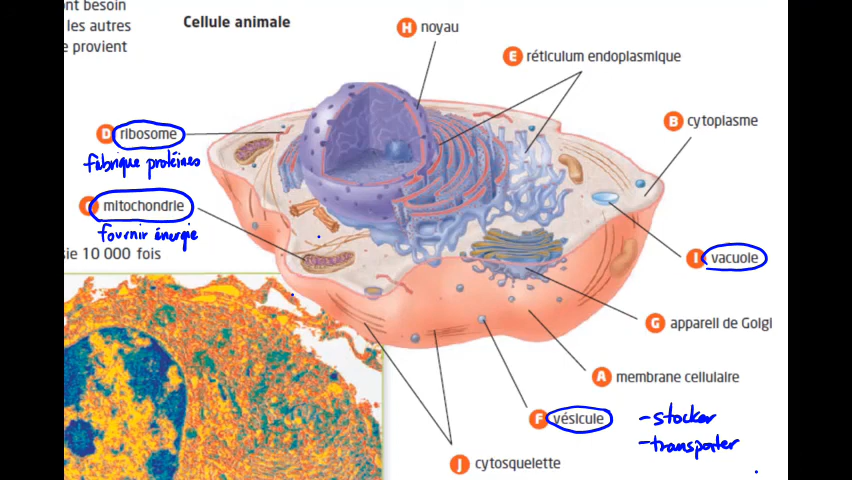 ont besoin
les autres
e provient
Cellule animale
H noyau
E réticulum endoplasmique
B cytoplasme
D ribosome
fabrique protéines
mitochondrie
fournir énergie
sie 10 000 fois
I vacuole
G appareil de Golgi
A membrane cellulaire
F vésicule
-stocker
-transporter
J cytosquelette